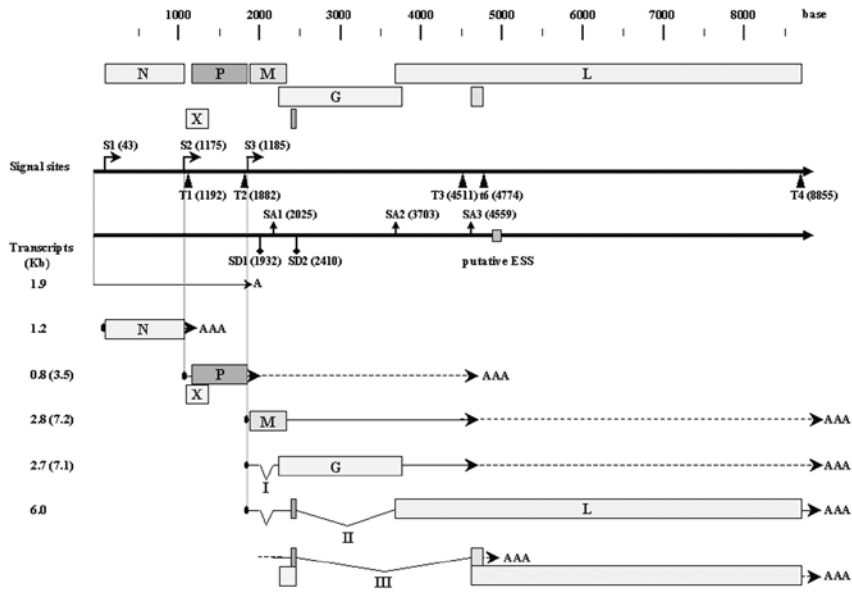 1000 2000 3000 4000 5000 6000 7000 8000 base
N P M L
G
X
S1 (43) S2 (1175) S3 (1185)
Signal sites
T1 (1192) T2 (1882) T3 (4511) t6 (4774) T4 (8855)
SA1 (2025) SA2 (3703) SA3 (4559)
Transcripts
(Kb)
SD1 (1932) SD2 (2410) putative ESS
1.9 A
1.2 N AAA
0.8 (3.5) P AAA
X
2.8 (7.2) M AAA
2.7 (7.1) G AAA
I
6.0 L AAA
II
AAA
III
AAA